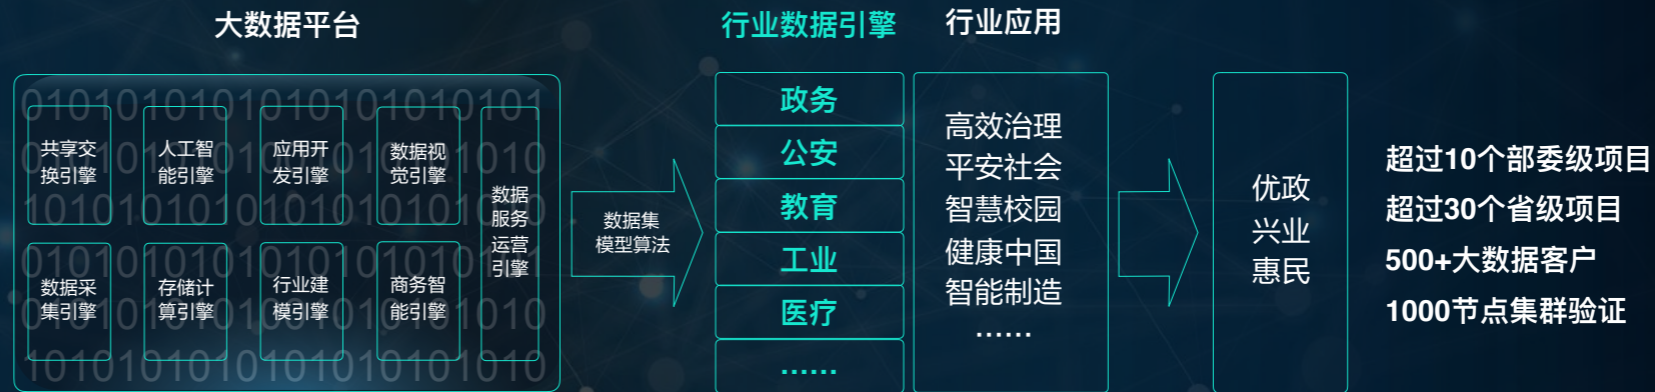 大数据平台
行业数据引擎
行业应用
01010101010101010101
共享交
换引擎
人工智
能引擎
应用开
发引擎
数据视
觉引擎
数据
服务
运营
引擎
数据采
集引擎
存储计
算引擎
行业建
模引擎
商务智
能引擎
10101010101010101010
数据集
模型算法
政务
公安
教育
工业
医疗
······
高效治理
平安社会
智慧校园
健康中国
智能制造
······
优政
兴业
惠民
超过10个部委级项目
超过30个省级项目
500+大数据客户
1000节点集群验证